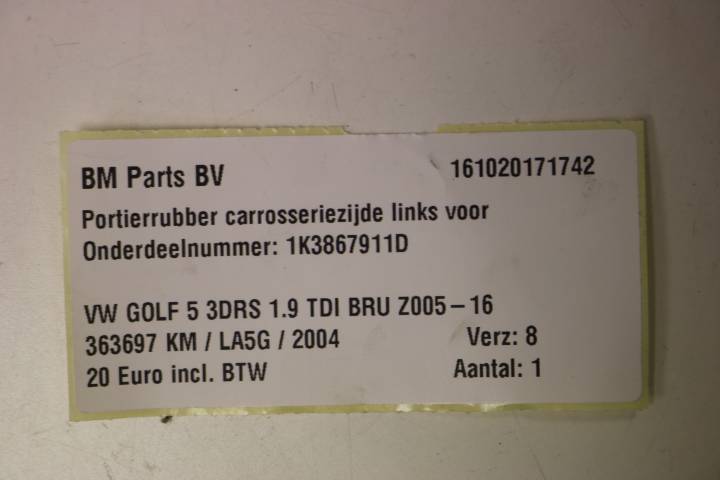 BM Parts BV 161020171742
Portierrubber carrosseriezijde links voor
Onderdeelnummer: 1K3867911D
VW GOLF 5 3DRS 1.9 TDI BRU Z005-16
363697 KM / LA5G / 2004 Verz: 8
20 Euro incl. BTW Aantal: 1